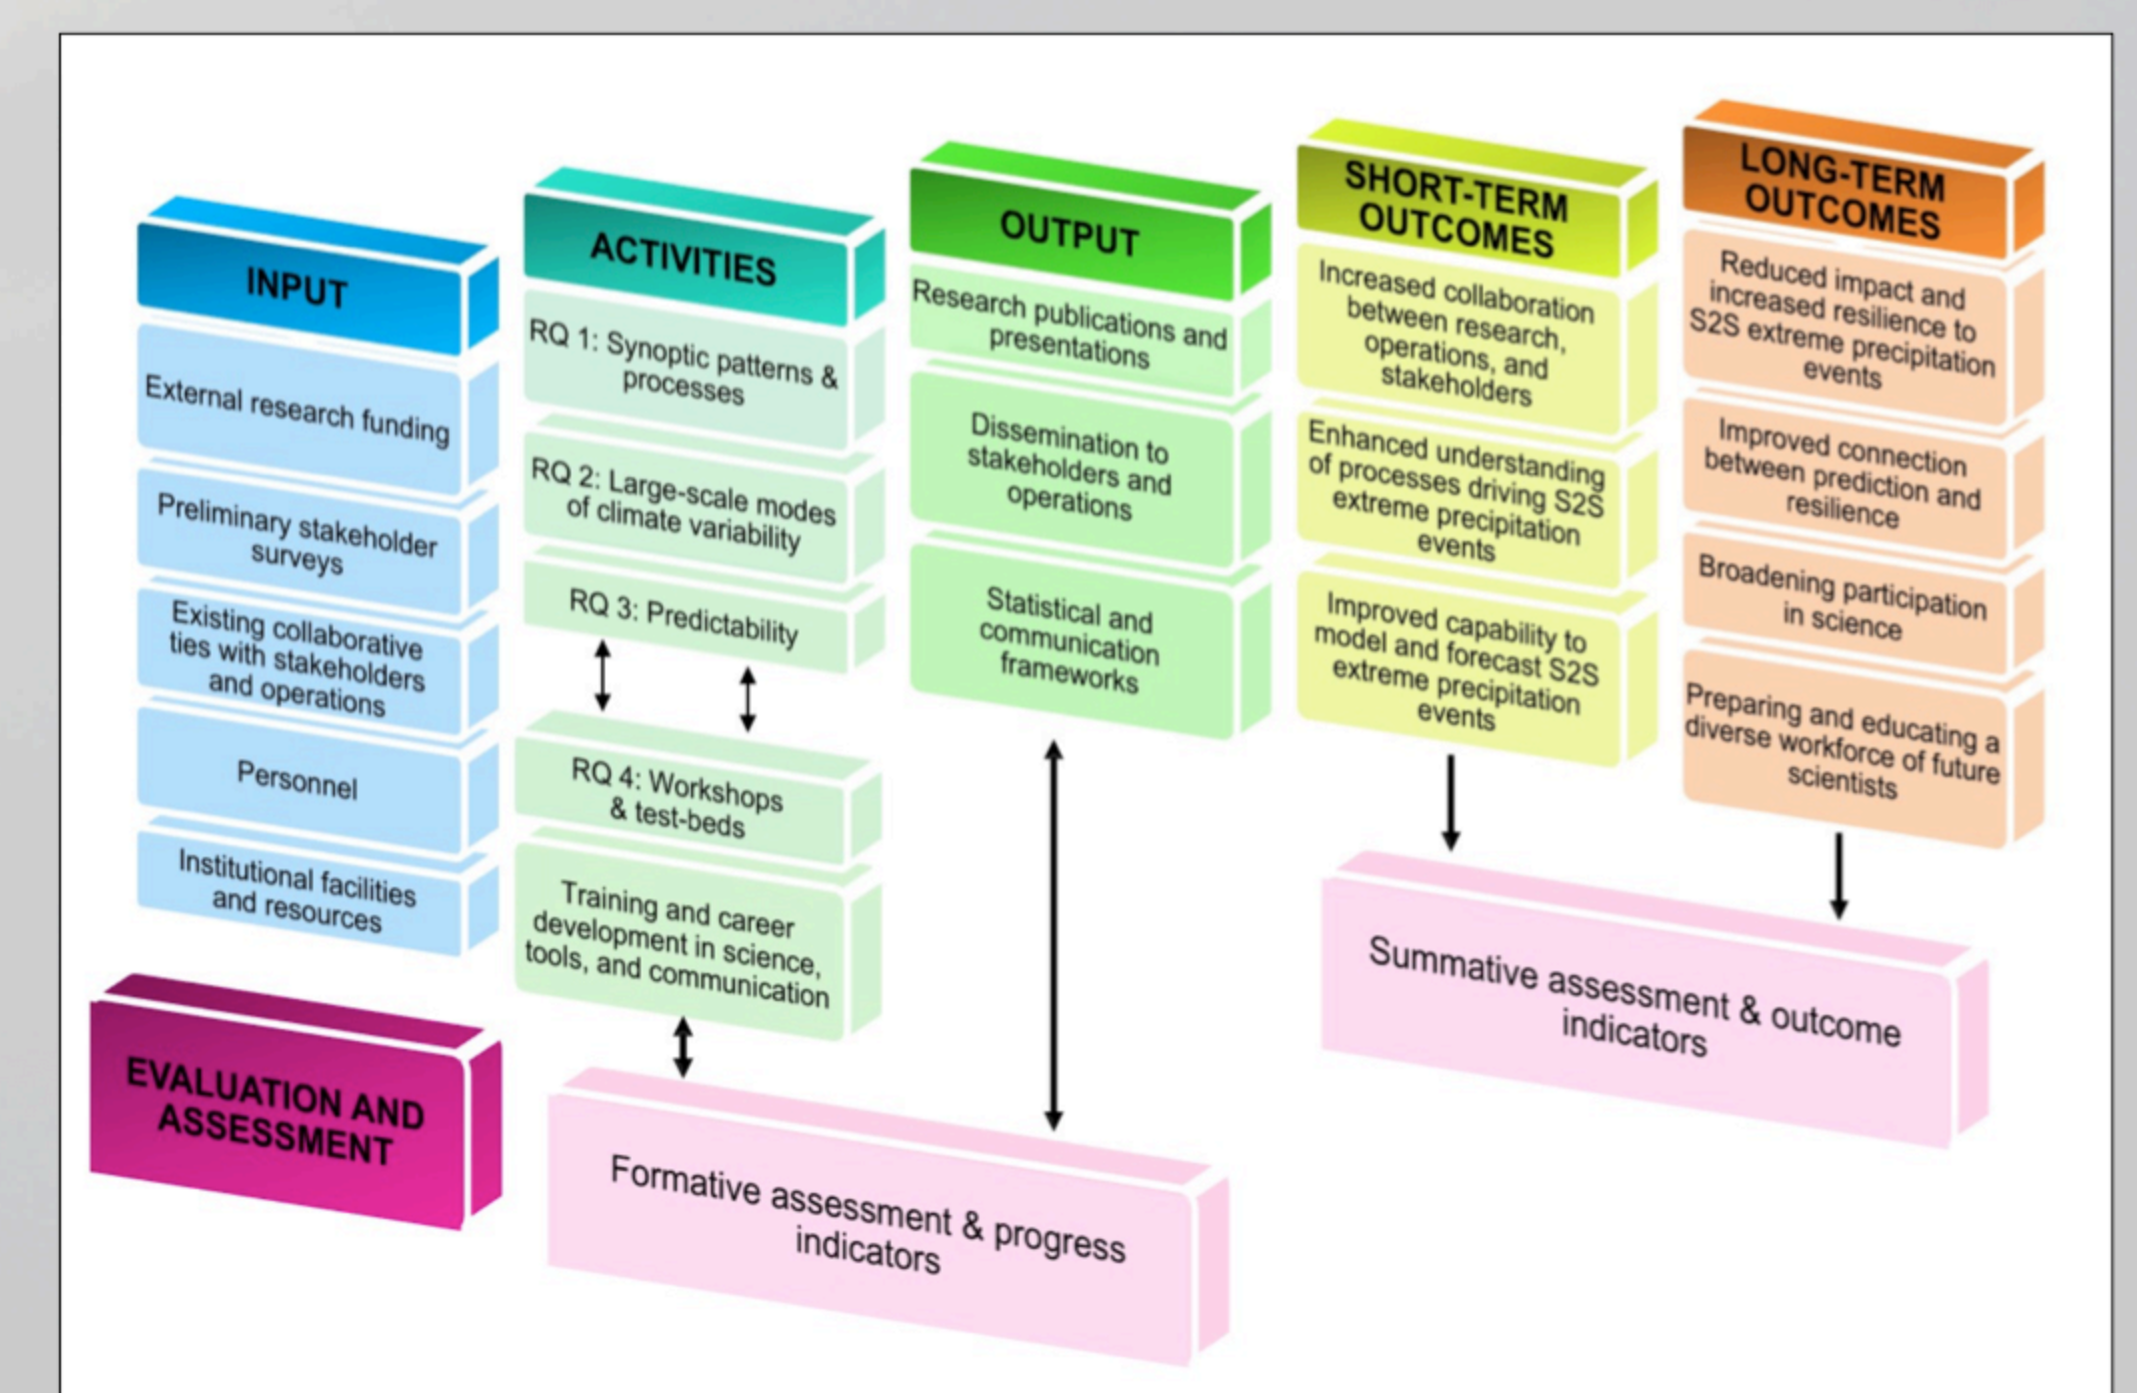 INPUT
External research funding
Preliminary stakeholder
surveys
Existing collaborative
ties with stakeholders
and operations
Personnel
Institutional facilities
and resources
ACTIVITIES
RQ 1: Synoptic patterns &
processes
RQ 2: Large-scale modes
of climate variability
RQ 3: Predictability
RQ 4: Workshops
& test-beds
Training and career
development in science,
tools, and communication
OUTPUT
Research publications and
presentations
Dissemination to
stakeholders and
operations
Statistical and
communication
frameworks
SHORT-TERM
OUTCOMES
Increased collaboration
between research,
operations, and
stakeholders
Enhanced understanding
of processes driving S2S
extreme precipitation
events
Improved capability to
model and forecast S2S
extreme precipitation
events
LONG-TERM
OUTCOMES
Reduced impact and
increased resilience to
S2S extreme precipitation
events
Improved connection
between prediction and
resilience
Broadening participation
in science
Preparing and educating a
diverse workforce of future
scientists
EVALUATION AND
ASSESSMENT
Formative assessment & progress
indicators
Summative assessment & outcome
indicators